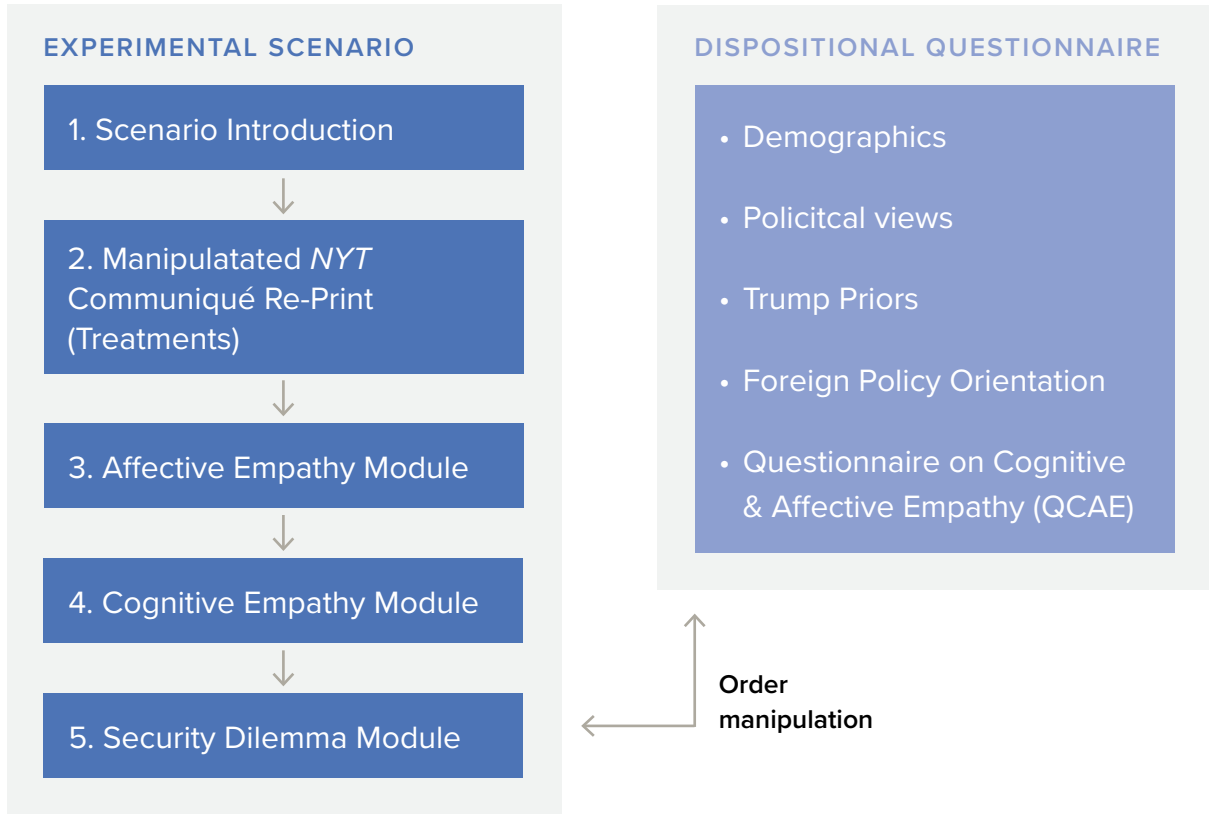 EXPERIMENTAL SCENARIO
1. Scenario Introduction
2. Manipulatated NYT
Communiqué Re-Print
(Treatments)
3. Affective Empathy Module
4. Cognitive Empathy Module
5. Security Dilemma Module
DISPOSITIONAL QUESTIONNAIRE
• Demographics
• Policitcal views
• Trump Priors
• Foreign Policy Orientation
• Questionnaire on Cognitive
& Affective Empathy (QCAE)
Order
manipulation